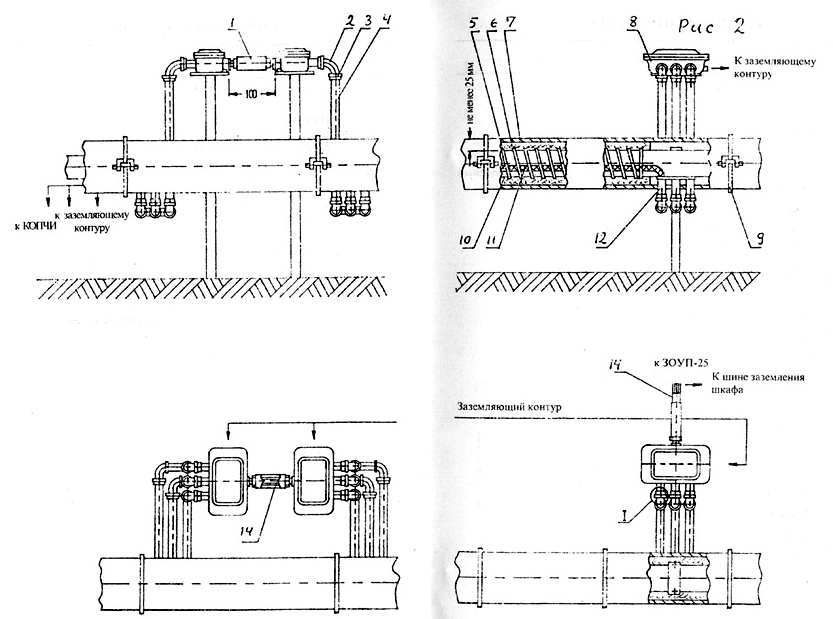 1
2
3
4
100
к КОПЧИ
к заземляющему
контуру
5
6
7
8
Рис 2
К заземляющему
контуру
не менее 25 мм
10
11
12
9
14
14
к ЗОУП-25
К шине заземления
шкафа
Заземляющий контур
I